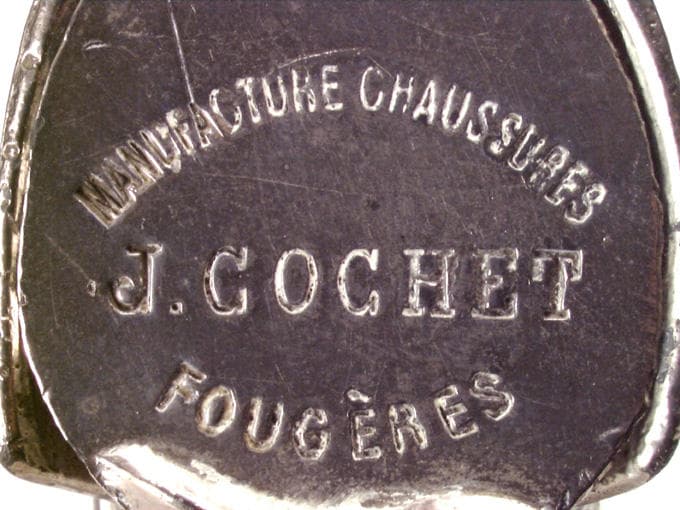 MANUFACTURE CHAUSSURES
J. COCHET
FOUGÈRES